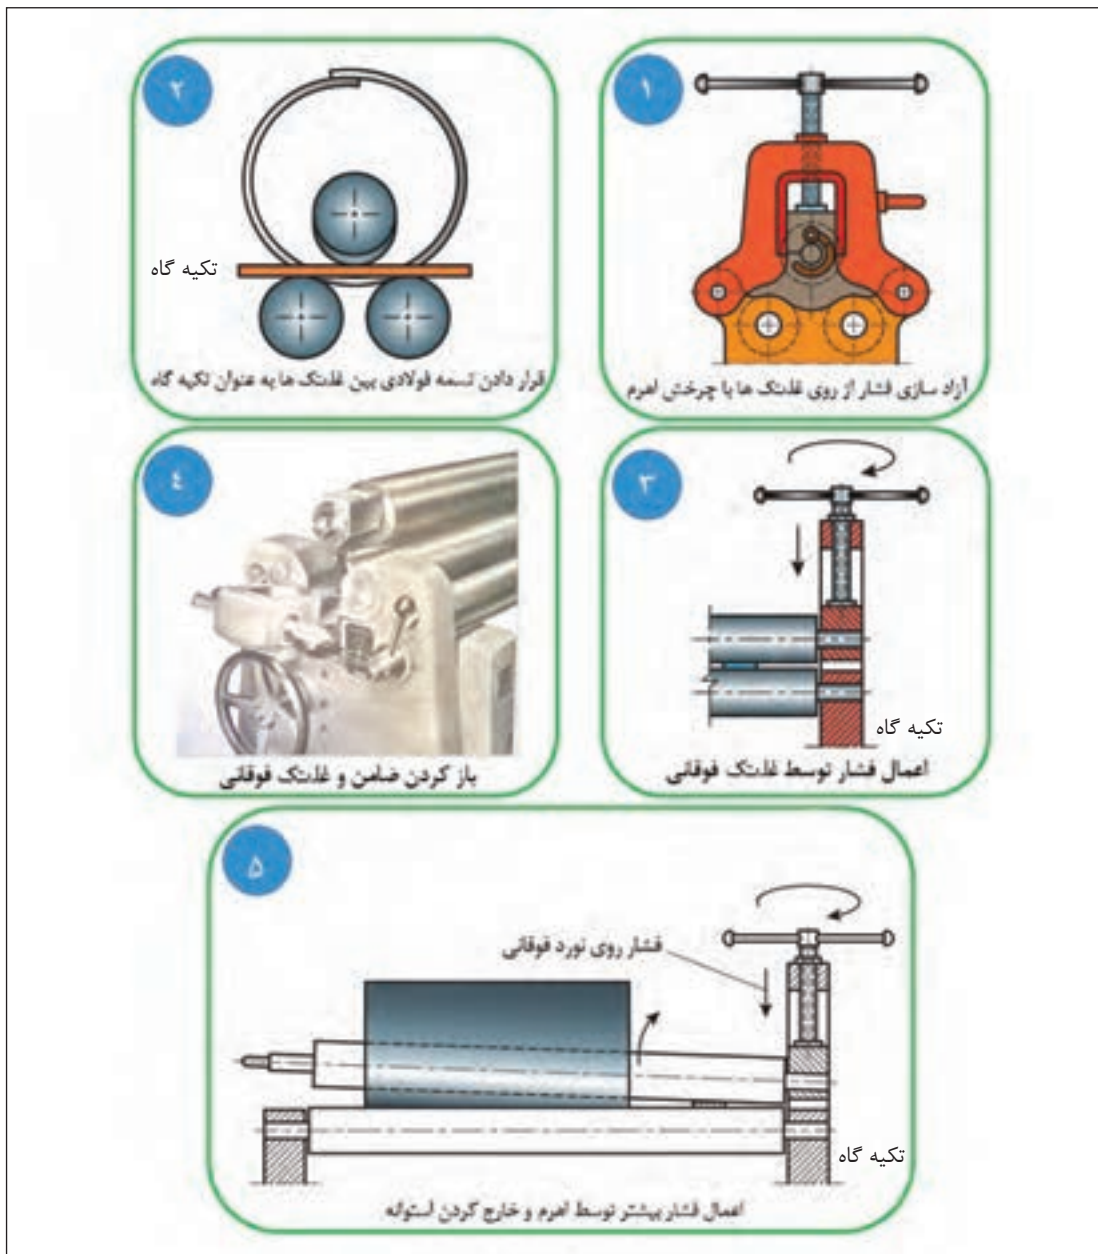 ۱
آزاد سازی فشار از روی غلتک ها با چرخش اهرم
۲
تکیه گاه
قرار دادن تسمه فولادی بین غلتک ها به عنوان تکیه گاه
۳
تکیه گاه
اعمال فشار توسط غلتک فوقانی
٤
باز کردن ضامن و غلتک فوقانی
۵
فشار روی نورد فوقانی
تکیه گاه
اعمال فشار بیشتر توسط اهرم و خارج کردن استوانه